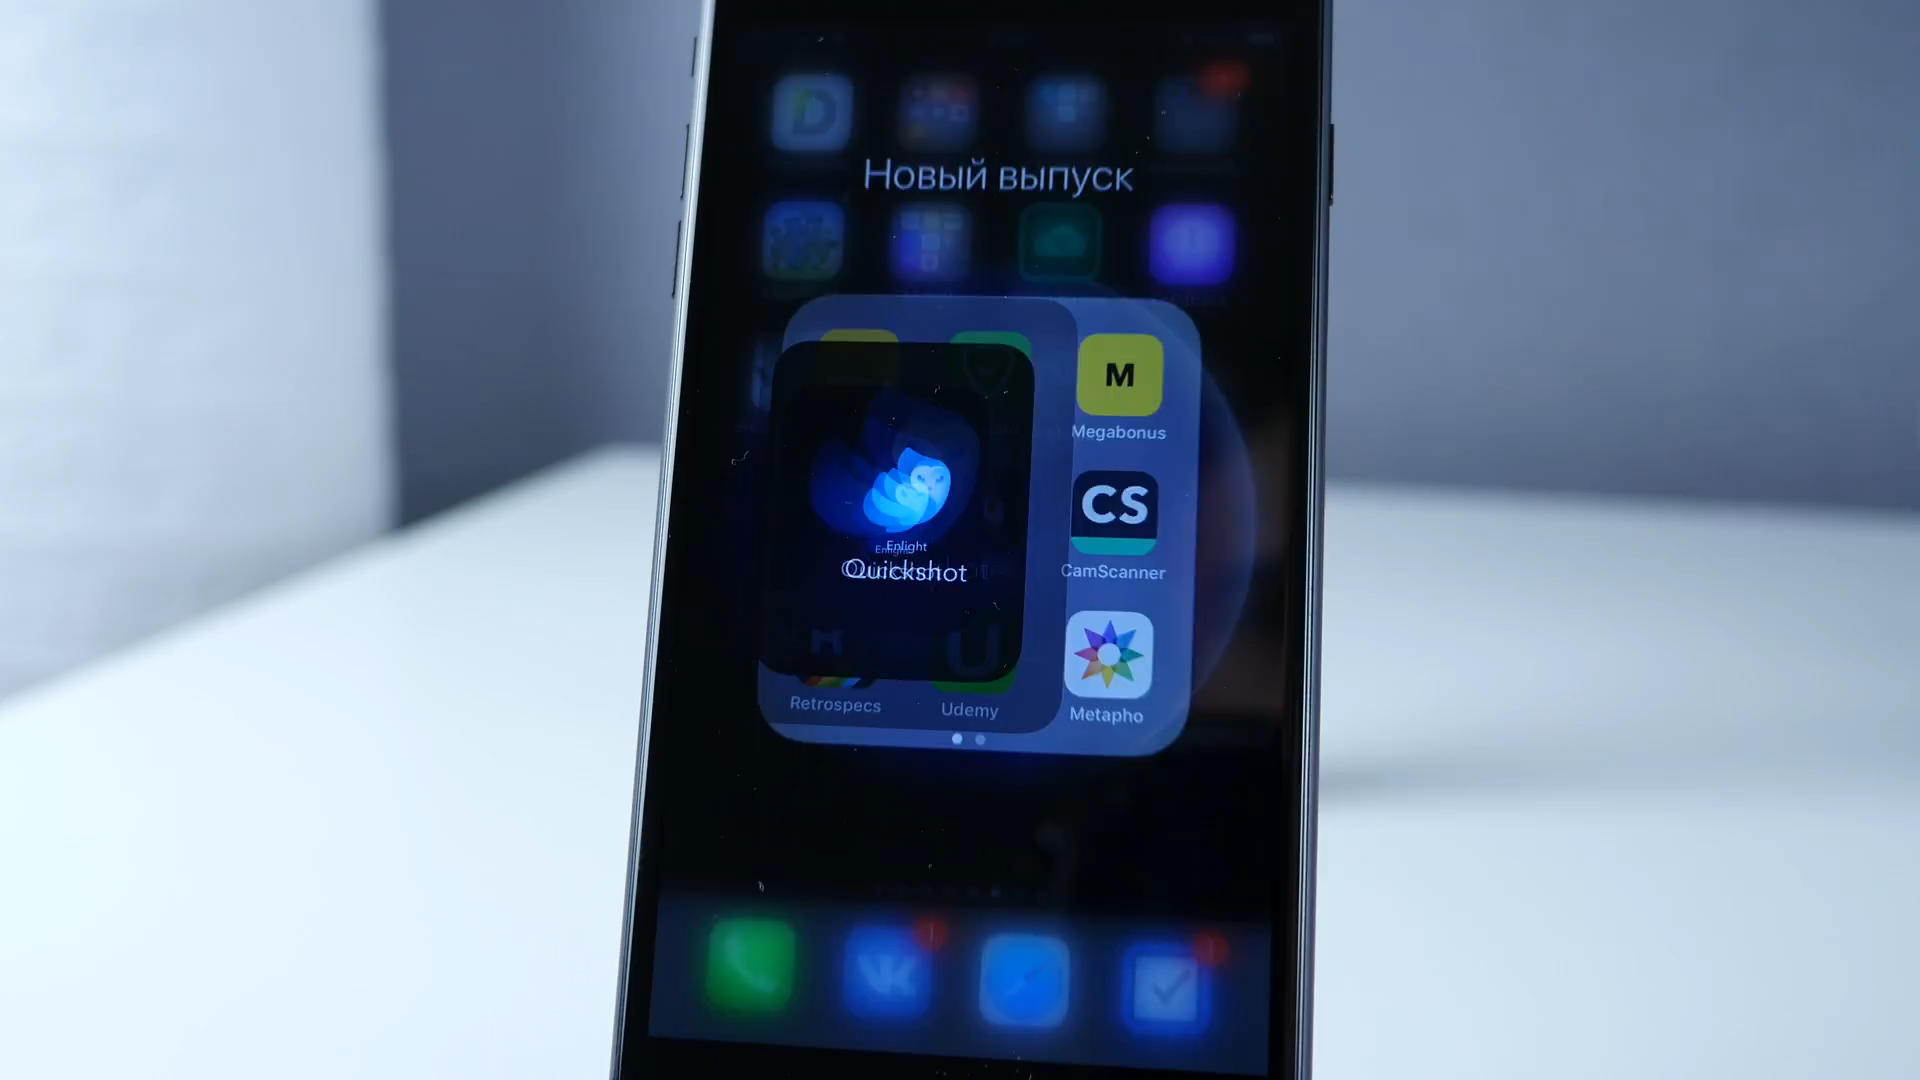 Новый выпуск
M
Megabonus
CS
CamScanner
Enlight
Quickshot
Retrospecs
Udemy
Metapho